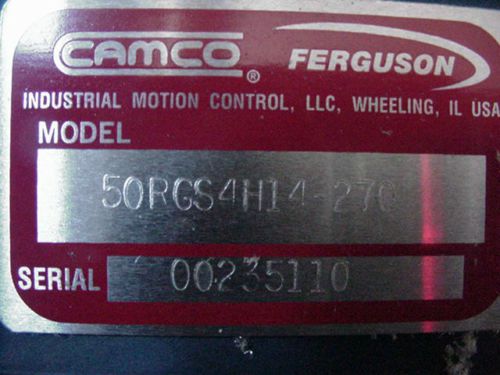 CAMCO ® FERGUSON
INDUSTRIAL MOTION CONTROL, LLC, WHEELING, IL USA
MODEL
50RGS4H14-270
SERIAL 00235110